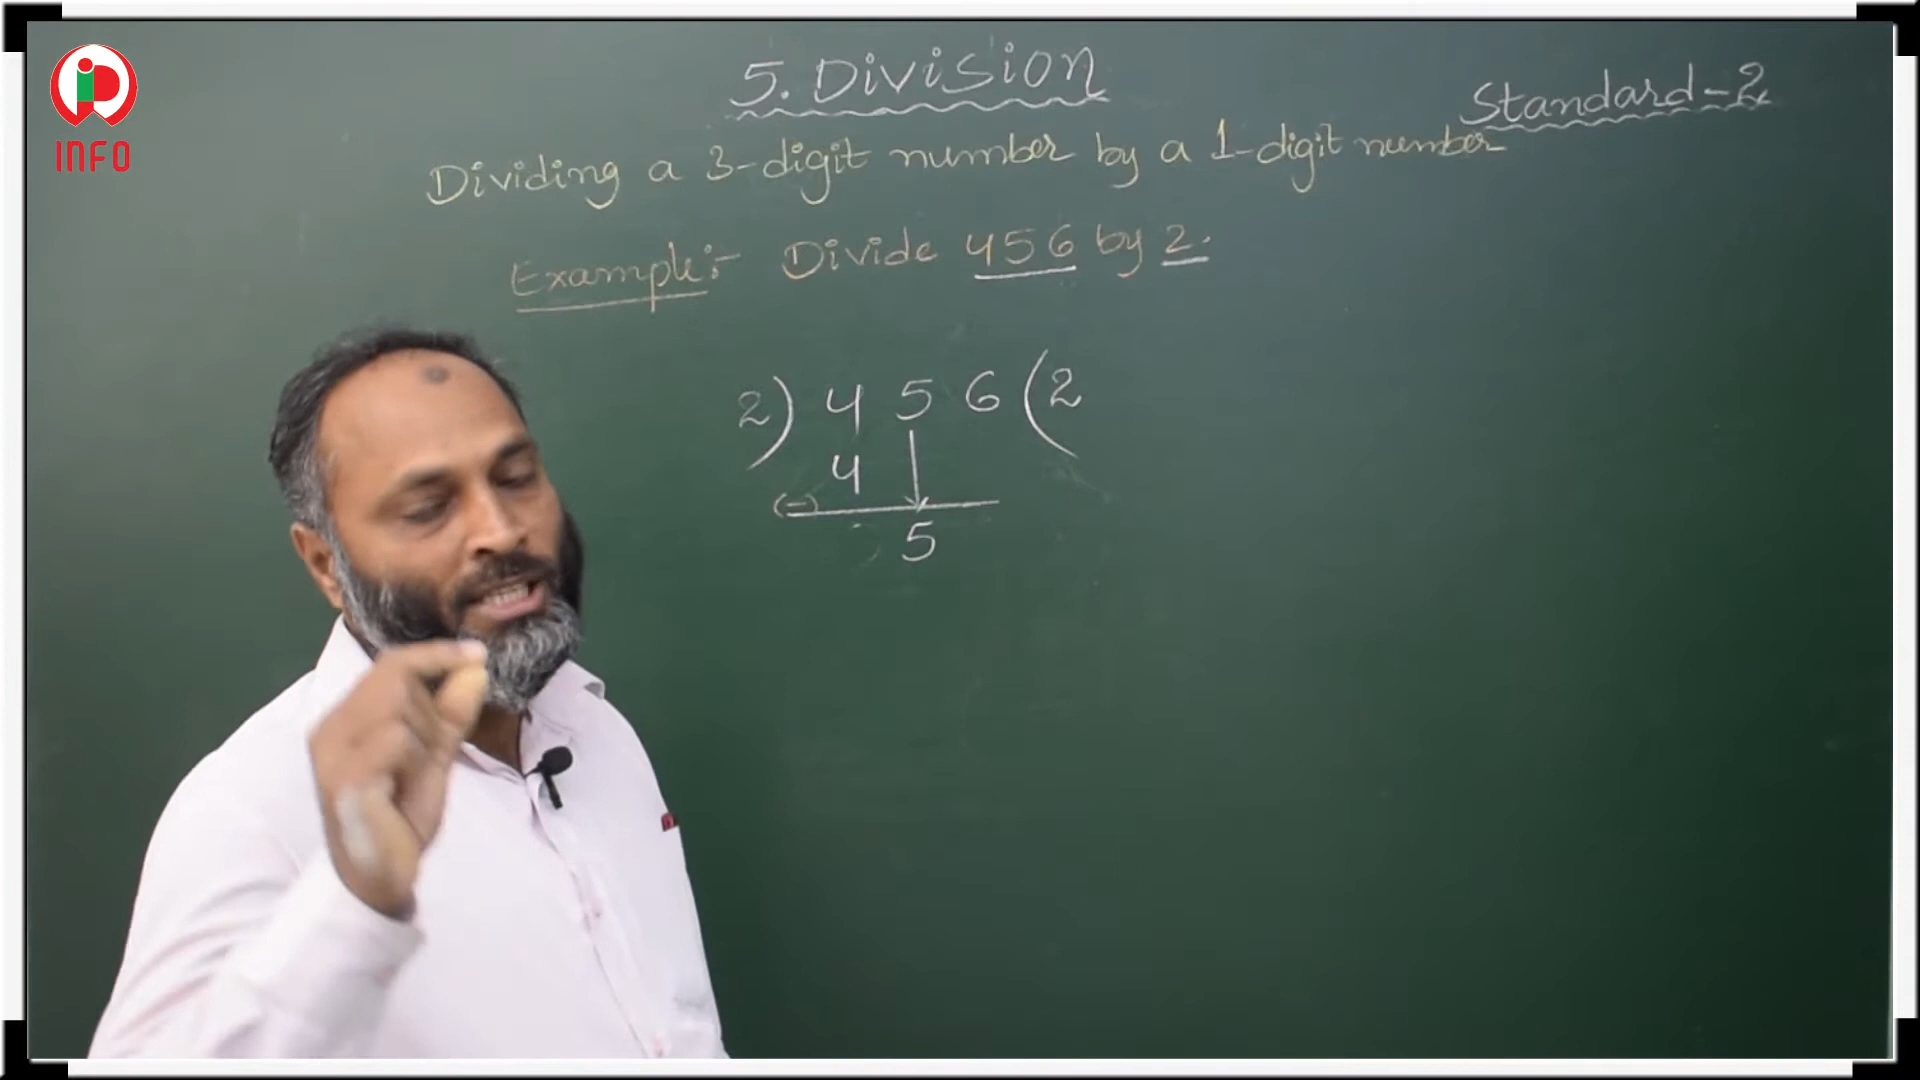 INFO
5. Division
Standard-2
Dividing a 3-digit number by a 1-digit number
Example:- Divide 456 by 2.
2) 4 5 6 (2
4
(-)
5